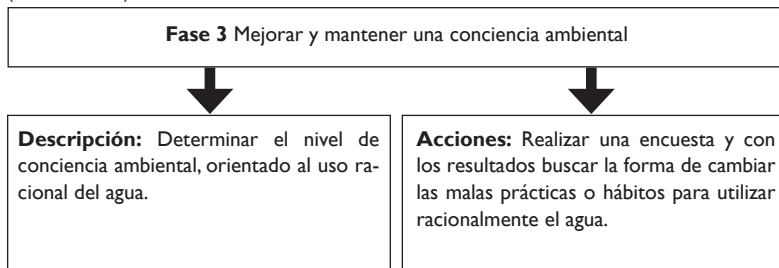 Fase 3 Mejorar y mantener una conciencia ambiental
Descripción: Determinar el nivel de
conciencia ambiental, orientado al uso ra-
cional del agua.
Acciones: Realizar una encuesta y con
los resultados buscar la forma de cambiar
las malas prácticas o hábitos para utilizar
racionalmente el agua.